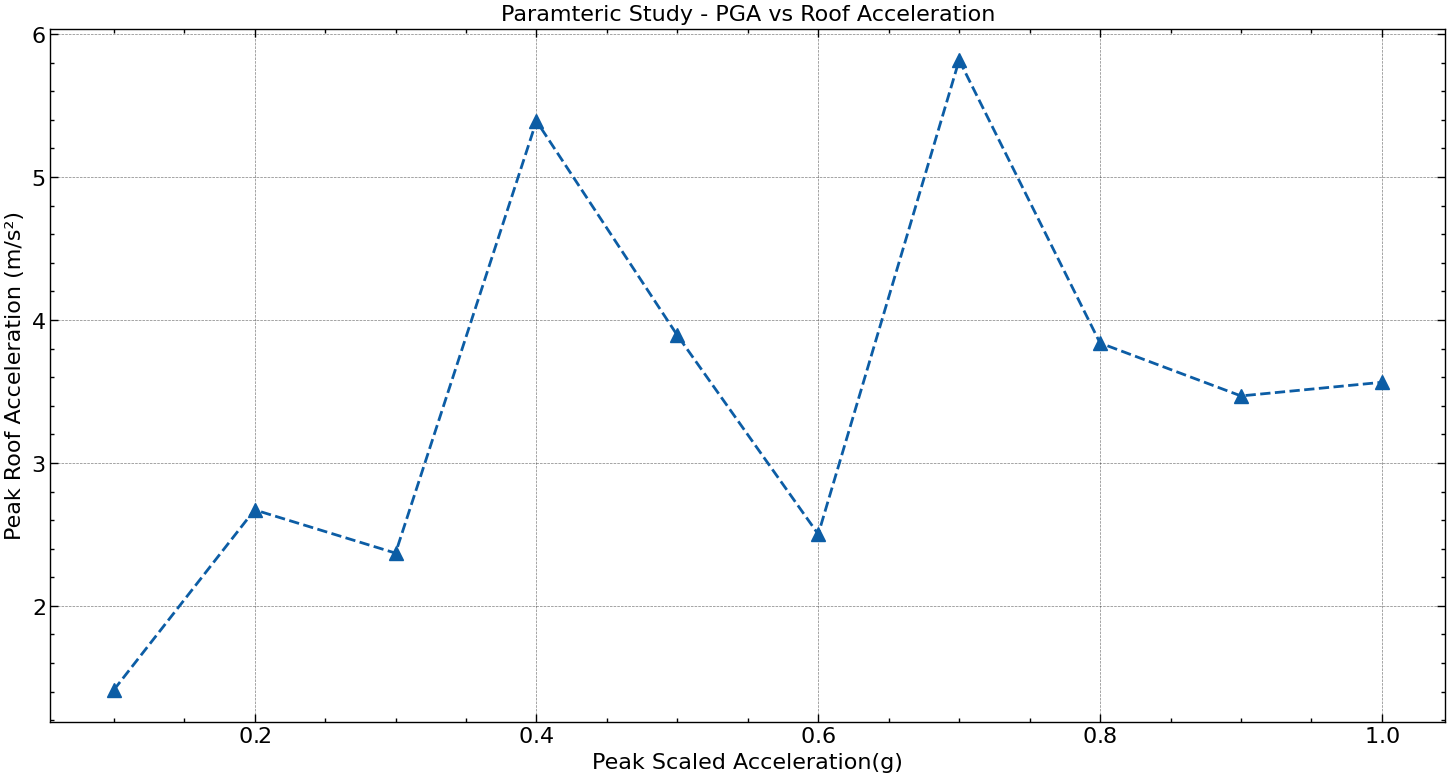 Paramteric Study - PGA vs Roof Acceleration
Peak Roof Acceleration (m/s²)
6
5
4
3
2
0.2 0.4 0.6 0.8 1.0
Peak Scaled Acceleration(g)